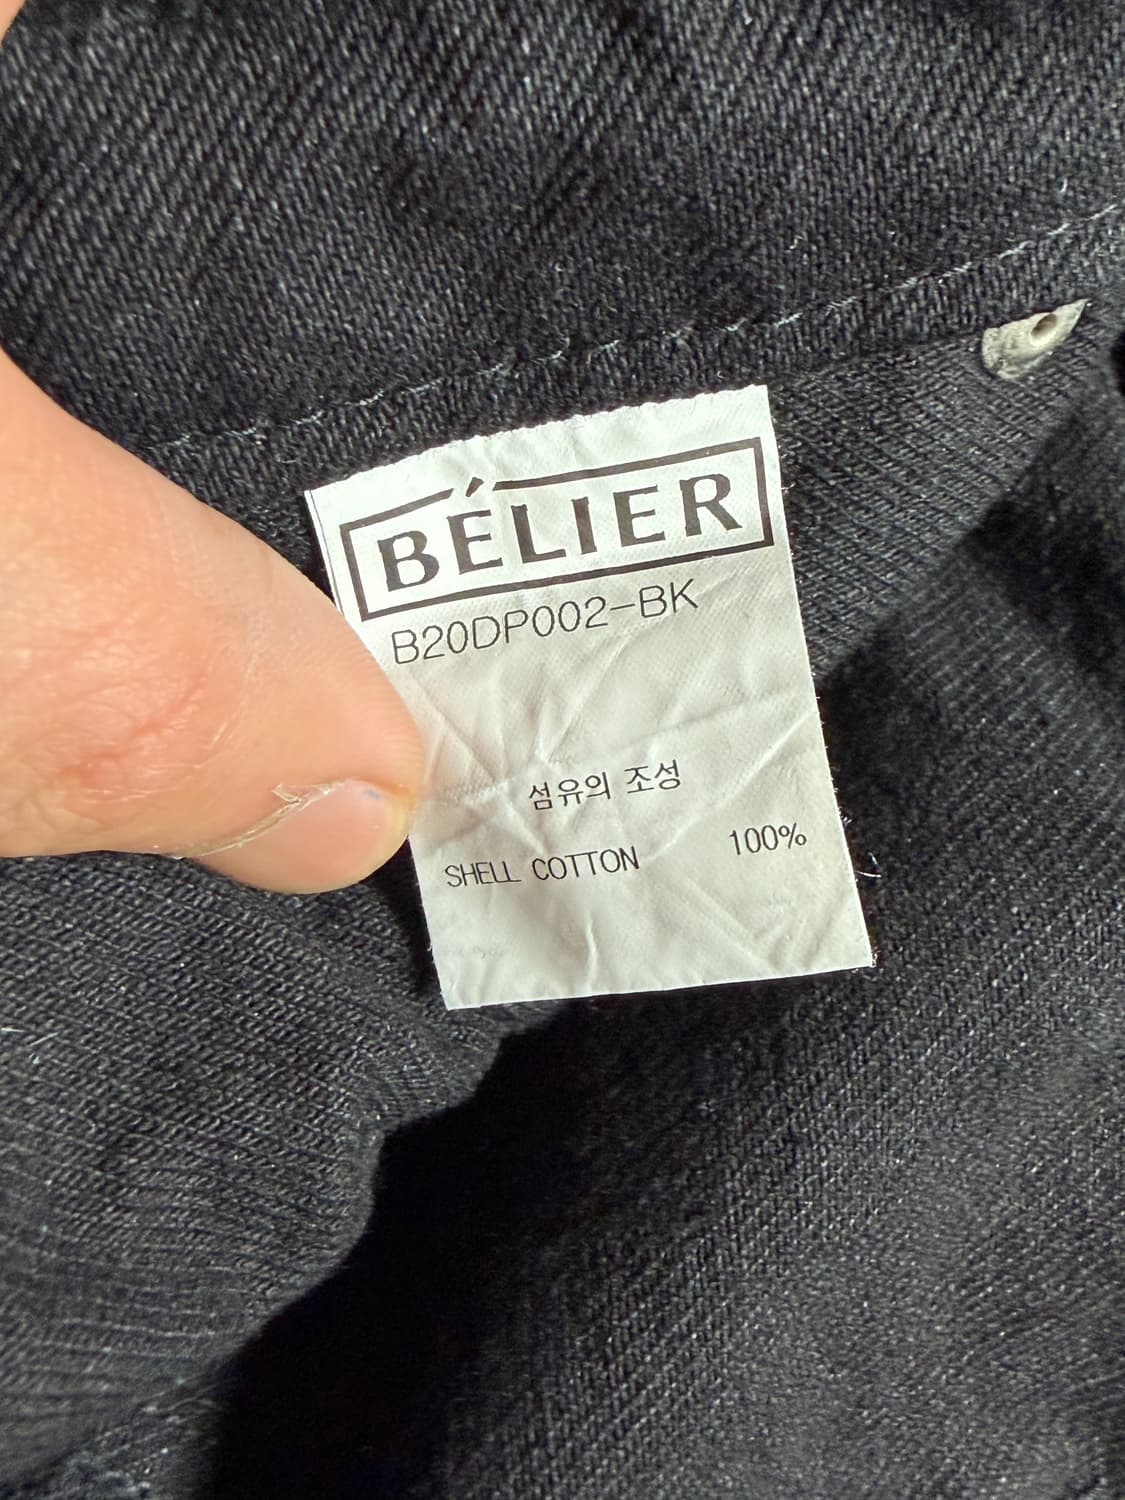 BÉLIER
B20DP002-BK
섬유의 조성
SHELL COTTON 100%